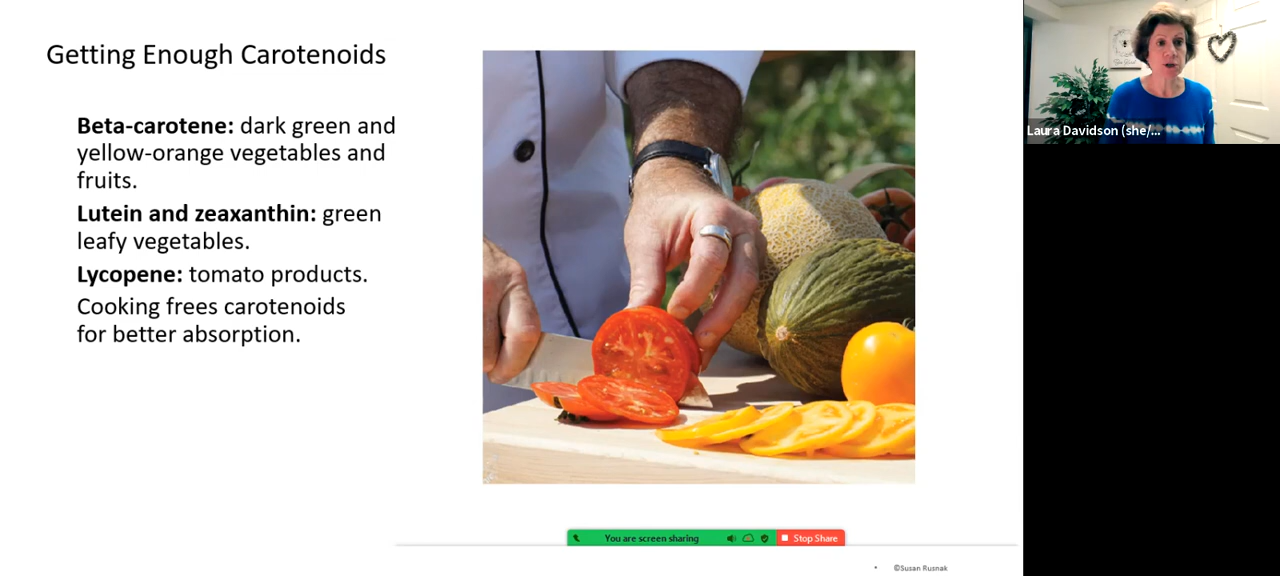 Getting Enough Carotenoids
Beta-carotene: dark green and
yellow-orange vegetables and
fruits.
Lutein and zeaxanthin: green
leafy vegetables.
Lycopene: tomato products.
Cooking frees carotenoids
for better absorption.
Laura Davidson (she/...
You are screen sharing
Stop Share
• ©Susan Rusnak